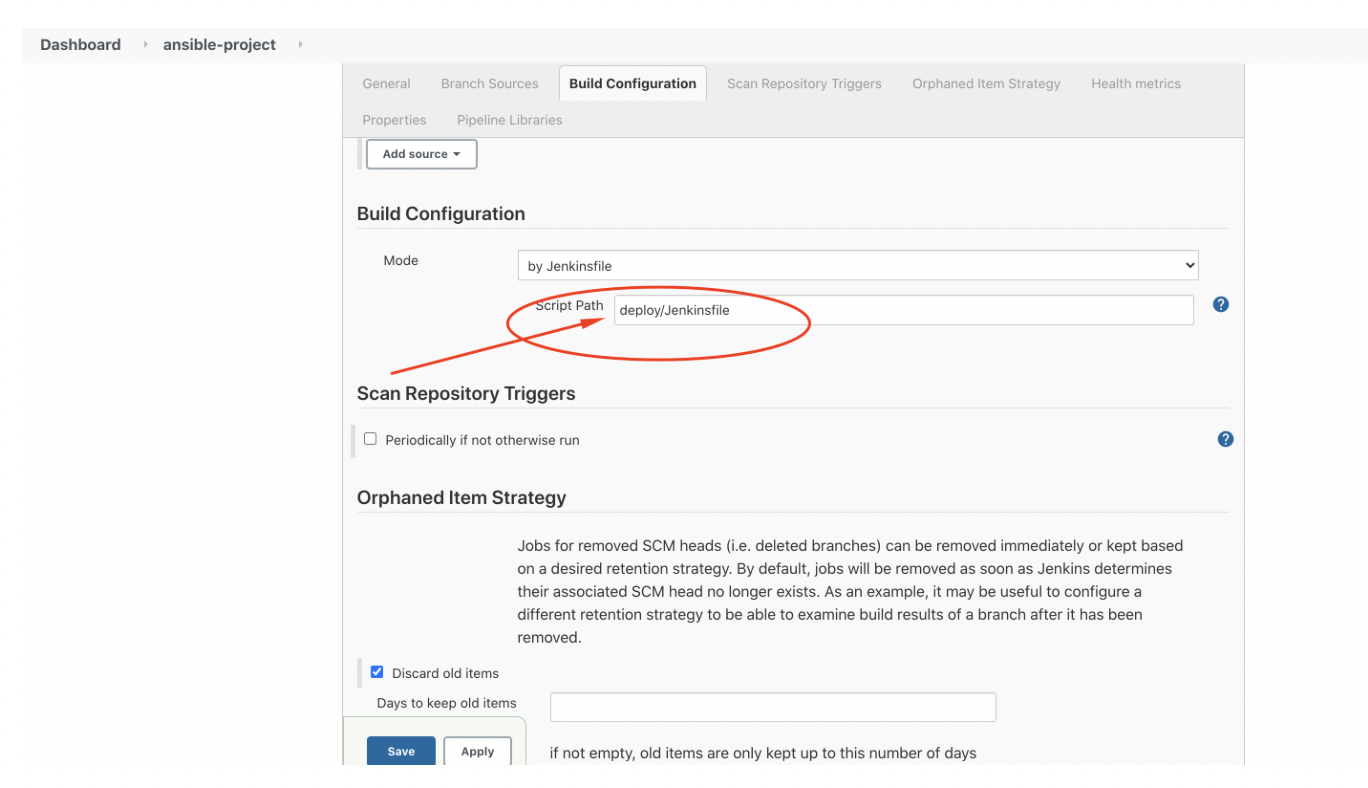 Dashboard ansible-project
General Branch Sources Build Configuration Scan Repository Triggers Orphaned Item Strategy Health metrics
Properties Pipeline Libraries
Add source
Build Configuration
Mode by Jenkinsfile
Script Path deploy/Jenkinsfile ?
Scan Repository Triggers
Periodically if not otherwise run ?
Orphaned Item Strategy
Jobs for removed SCM heads (i.e. deleted branches) can be removed immediately or kept based
on a desired retention strategy. By default, jobs will be removed as soon as Jenkins determines
their associated SCM head no longer exists. As an example, it may be useful to configure a
different retention strategy to be able to examine build results of a branch after it has been
removed.
Discard old items
Days to keep old items
Save Apply if not empty, old items are only kept up to this number of days